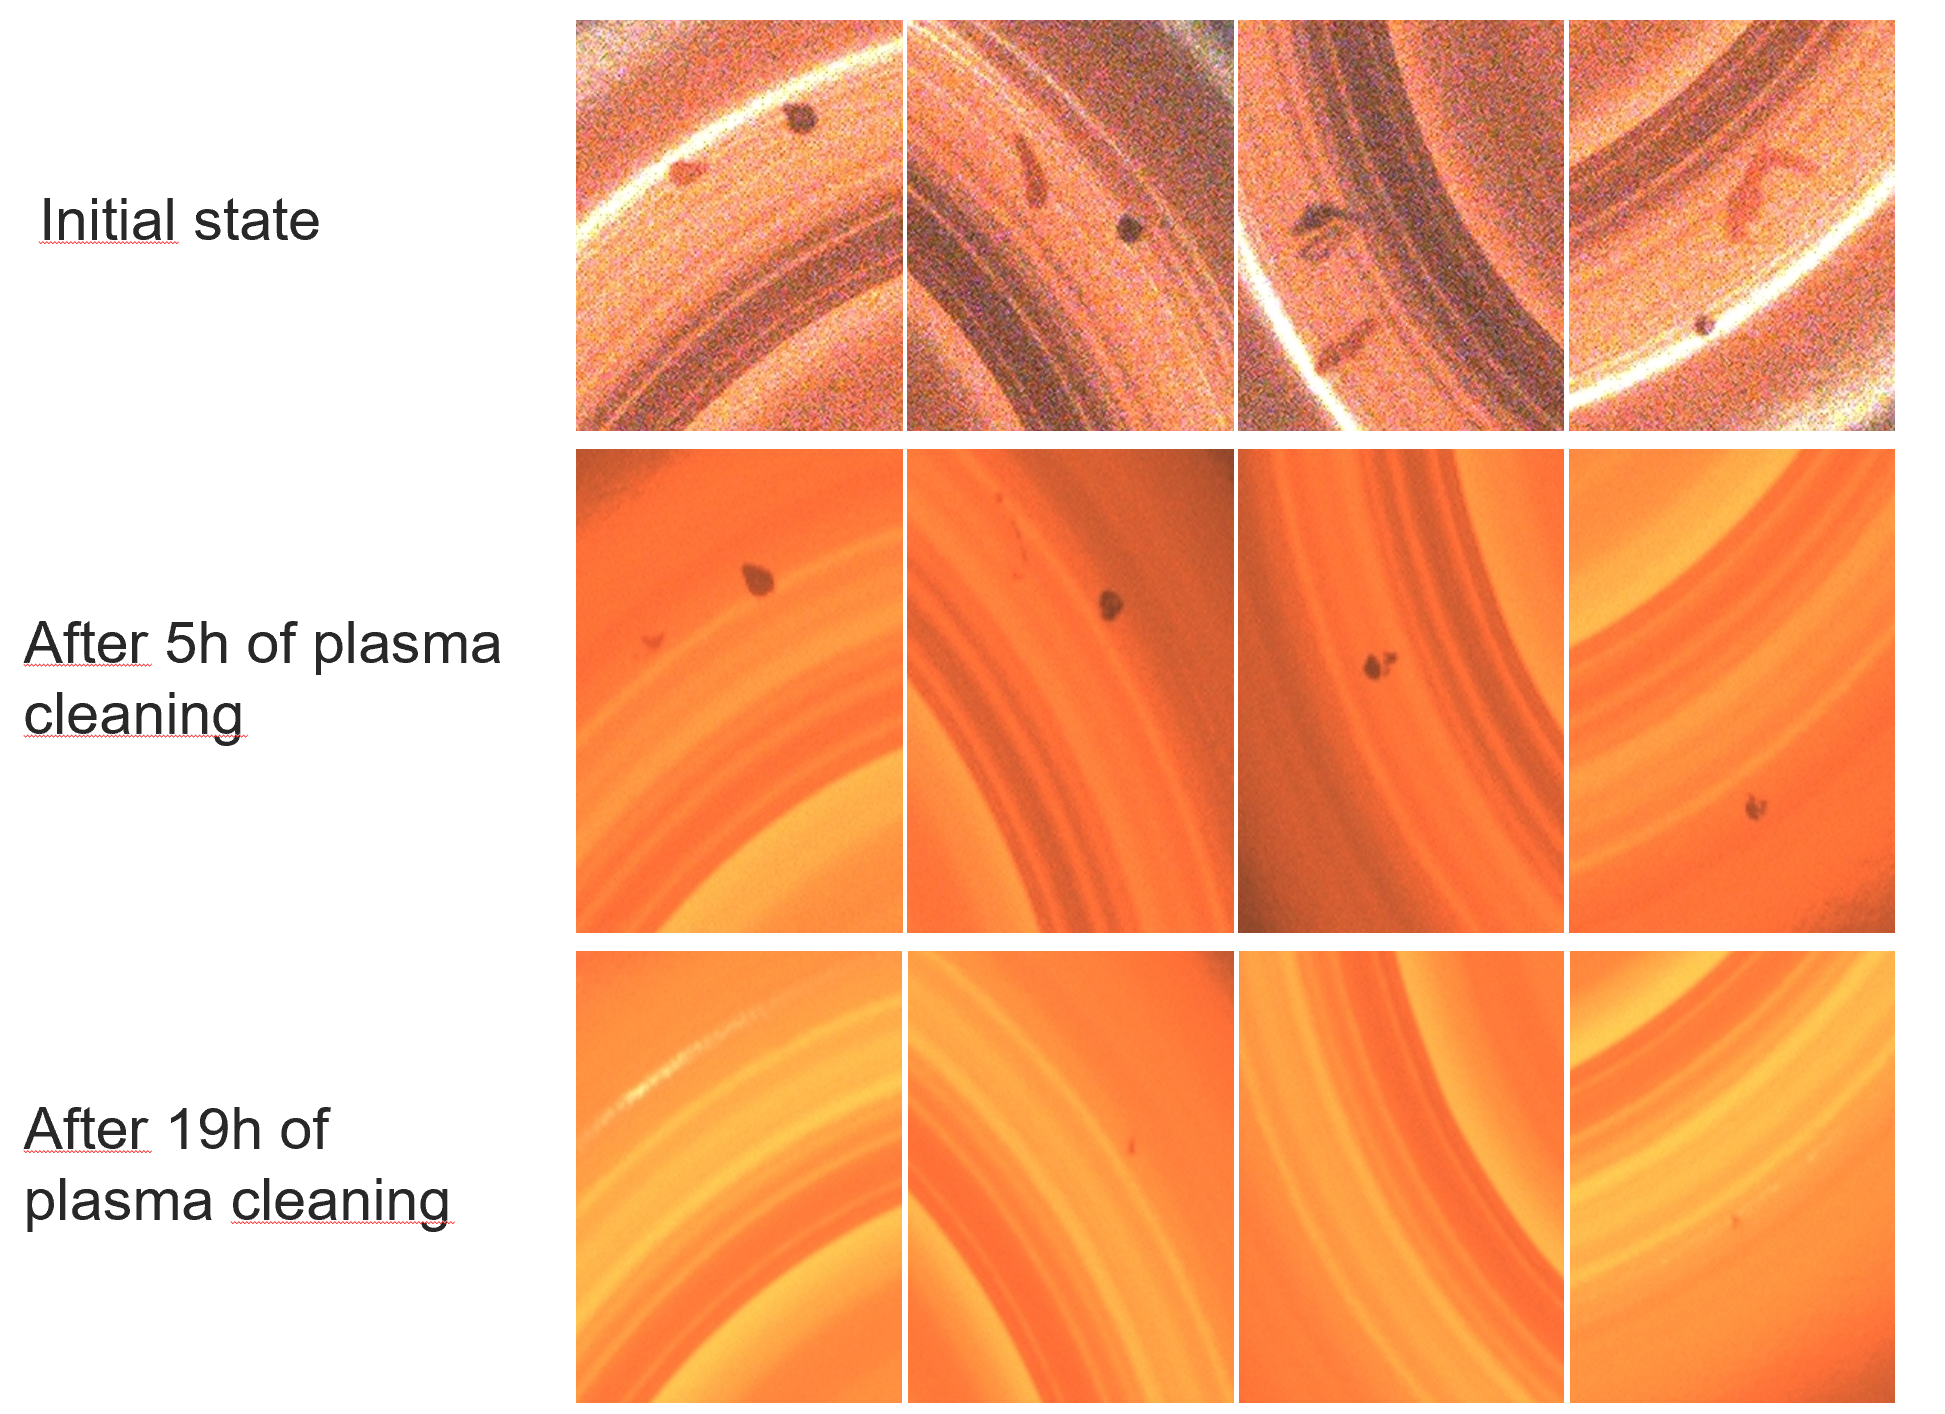 Initial state
After 5h of plasma
cleaning
After 19h of
plasma cleaning